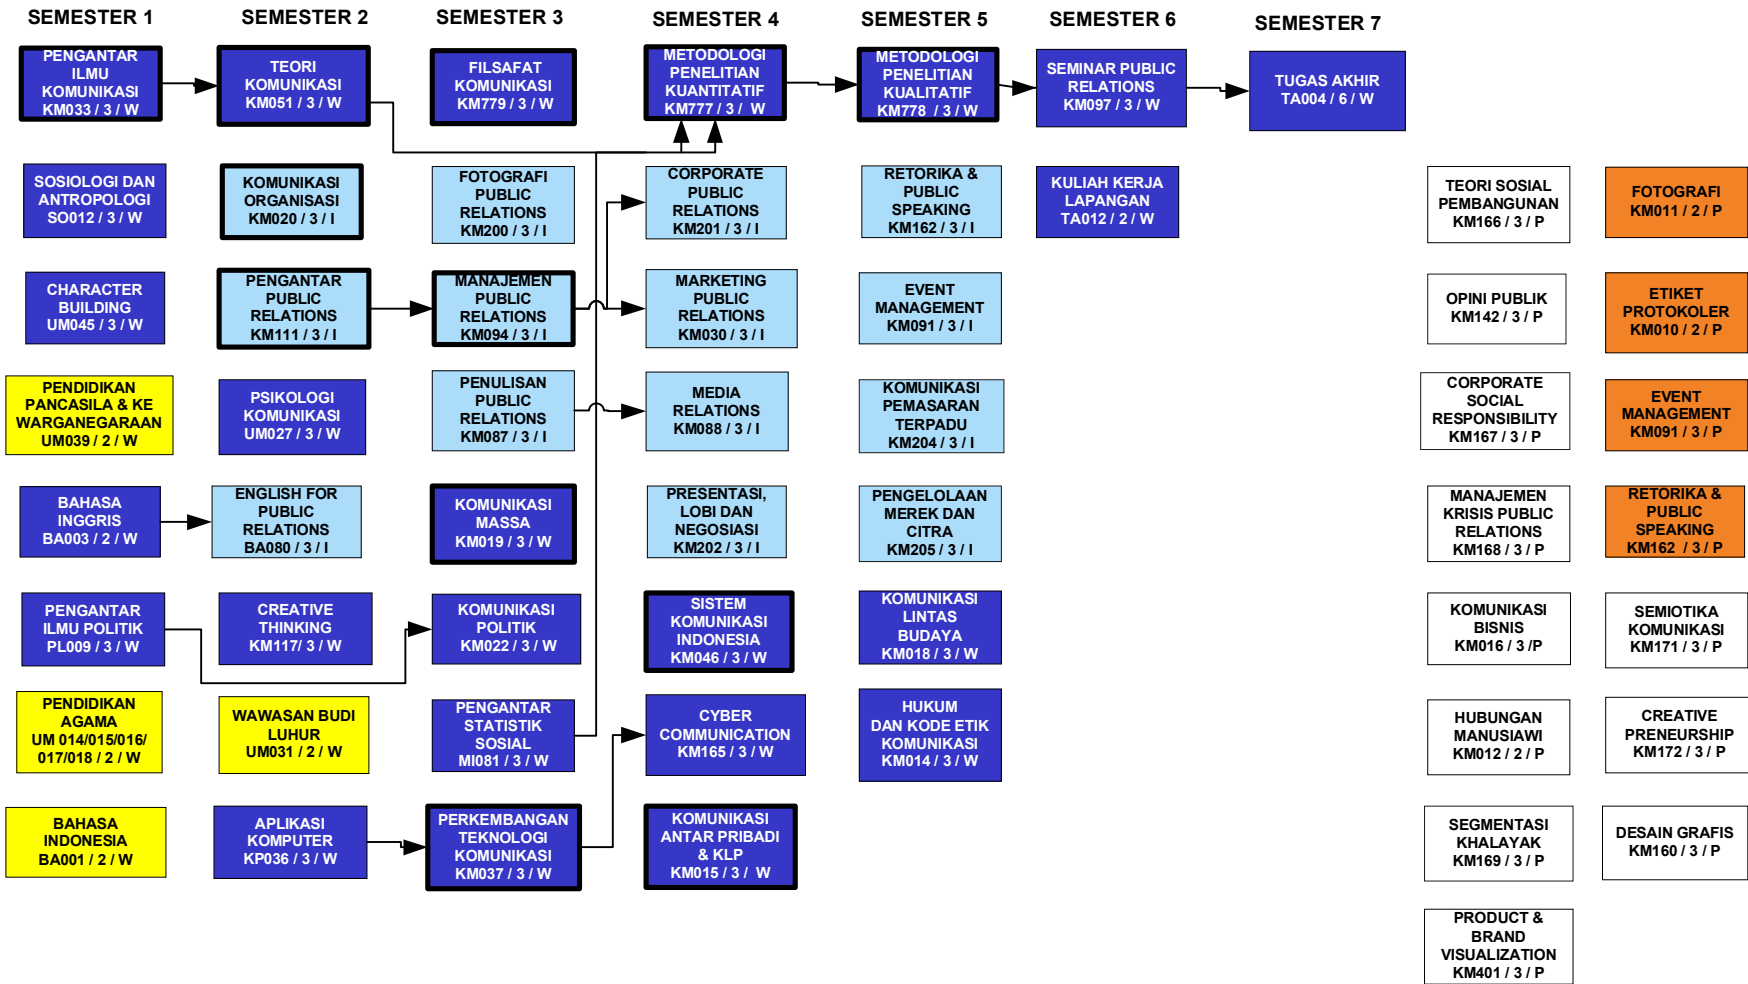 SEMESTER 1
SEMESTER 2
SEMESTER 3
SEMESTER 4
SEMESTER 5
SEMESTER 6
SEMESTER 7
PENGANTAR
ILMU
KOMUNIKASI
KM033 / 3 / W
SOSIOLOGI DAN
ANTROPOLOGI
SO012 / 3 / W
CHARACTER
BUILDING
UM045 / 3 / W
PENDIDIKAN
PANCASILA & KE
WARGANEGARAAN
UM039 / 2 / W
BAHASA
INGGRIS
BA003 / 2 / W
PENGANTAR
ILMU POLITIK
PL009 / 3 / W
PENDIDIKAN
AGAMA
UM 014/015/016/
017/018 / 2 / W
BAHASA
INDONESIA
BA001 / 2 / W
TEORI
KOMUNIKASI
KM051 / 3 / W
KOMUNIKASI
ORGANISASI
KM020 / 3 / I
PENGANTAR
PUBLIC
RELATIONS
KM111 / 3 / I
PSIKOLOGI
KOMUNIKASI
UM027 / 3 / W
ENGLISH FOR
PUBLIC
RELATIONS
BA080 / 3 / I
CREATIVE
THINKING
KM117/ 3 / W
WAWASAN BUDI
LUHUR
UM031 / 2 / W
APLIKASI
KOMPUTER
KP036 / 3 / W
FILSAFAT
KOMUNIKASI
KM779 / 3 / W
FOTOGRAFI
PUBLIC
RELATIONS
KM200 / 3 / I
MANAJEMEN
PUBLIC
RELATIONS
KM094 / 3 / I
PENULISAN
PUBLIC
RELATIONS
KM087 / 3 / I
KOMUNIKASI
MASSA
KM019 / 3 / W
KOMUNIKASI
POLITIK
KM022 / 3 / W
PENGANTAR
STATISTIK
SOSIAL
MI081 / 3 / W
PERKEMBANGAN
TEKNOLOGI
KOMUNIKASI
KM037 / 3 / W
METODOLOGI
PENELITIAN
KUANTITATIF
KM777 / 3 / W
CORPORATE
PUBLIC
RELATIONS
KM201 / 3 / I
MARKETING
PUBLIC
RELATIONS
KM030 / 3 / I
MEDIA
RELATIONS
KM088 / 3 / I
PRESENTASI,
LOBI DAN
NEGOSIASI
KM202 / 3 / I
SISTEM
KOMUNIKASI
INDONESIA
KM046 / 3 / W
CYBER
COMMUNICATION
KM165 / 3 / W
KOMUNIKASI
ANTAR PRIBADI
& KLP
KM015 / 3 / W
METODOLOGI
PENELITIAN
KUALITATIF
KM778 / 3 / W
RETORIKA &
PUBLIC
SPEAKING
KM162 / 3 / I
EVENT
MANAGEMENT
KM091 / 3 / I
KOMUNIKASI
PEMASARAN
TERPADU
KM204 / 3 / I
PENGELOLAAN
MEREK DAN
CITRA
KM205 / 3 / I
KOMUNIKASI
LINTAS
BUDAYA
KM018 / 3 / W
HUKUM
DAN KODE ETIK
KOMUNIKASI
KM014 / 3 / W
SEMINAR PUBLIC
RELATIONS
KM097 / 3 / W
KULIAH KERJA
LAPANGAN
TA012 / 2 / W
TUGAS AKHIR
TA004 / 6 / W
TEORI SOSIAL
PEMBANGUNAN
KM166 / 3 / P
OPINI PUBLIK
KM142 / 3 / P
CORPORATE
SOCIAL
RESPONSIBILITY
KM167 / 3 / P
MANAJEMEN
KRISIS PUBLIC
RELATIONS
KM168 / 3 / P
KOMUNIKASI
BISNIS
KM016 / 3 /P
HUBUNGAN
MANUSIAWI
KM012 / 2 / P
SEGMENTASI
KHALAYAK
KM169 / 3 / P
PRODUCT &
BRAND
VISUALIZATION
KM401 / 3 / P
FOTOGRAFI
KM011 / 2 / P
ETIKET
PROTOKOLER
KM010 / 2 / P
EVENT
MANAGEMENT
KM091 / 3 / P
RETORIKA &
PUBLIC
SPEAKING
KM162 / 3 / P
SEMIOTIKA
KOMUNIKASI
KM171 / 3 / P
CREATIVE
PRENEURSHIP
KM172 / 3 / P
DESAIN GRAFIS
KM160 / 3 / P